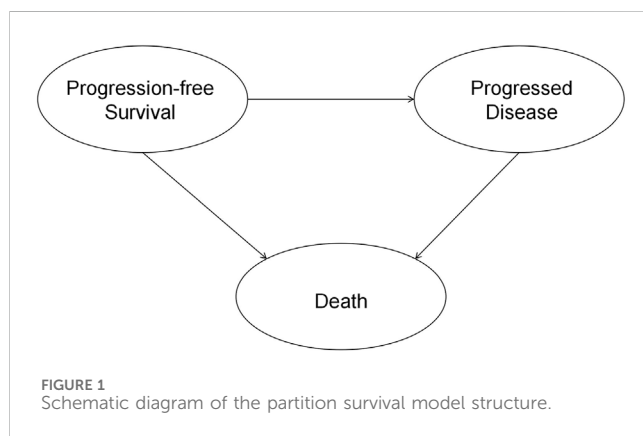 Progression-free
Survival
Progressed
Disease
Death
FIGURE 1
Schematic diagram of the partition survival model structure.